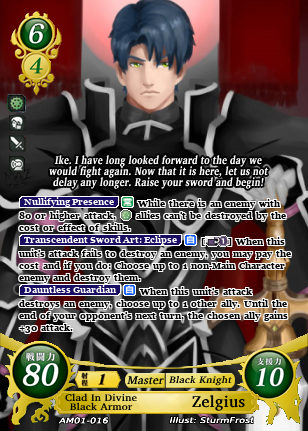 6
4
Ike. I have long looked forward to the day we
would fight again. Now that it is here, let us not
delay any longer. Raise your sword and begin!
Nullifying Presence 常 While there is an enemy with
80 or higher attack, allies can't be destroyed by the
cost or effect of skills.
Transcendent Sword Art: Eclipse 自 [ 1] When this
unit's attack fails to destroy an enemy, you may pay the
cost and if you do: Choose up to 1 non-Main Character
enemy and destroy them.
Dauntless Guardian 自 When this unit's attack
destroys an enemy, choose up to 1 other ally. Until the
end of your opponent's next turn, the chosen ally gains
+30 attack.
戦闘力
80
射程 1 Master Black Knight
支援力
10
Clad In Divine
Black Armor
Zelgius
AM01-016
Illust: SturmFrost